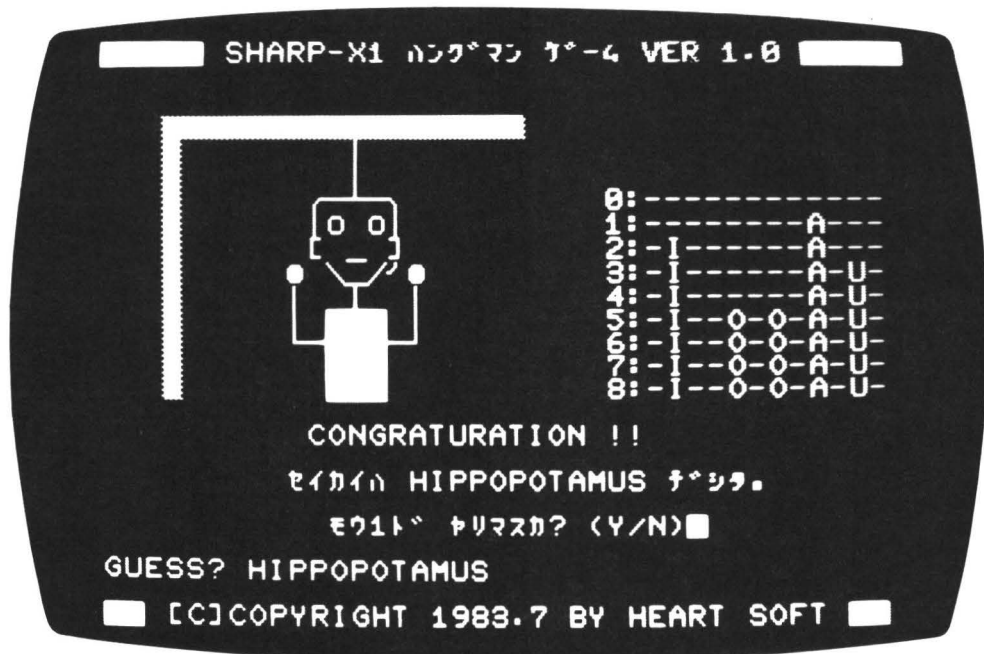 SHARP-X1 ハングマン ゲーム VER 1.0
0:------------
1:--------A---
2:-I------A---
3:-I------A-U-
4:-I------A-U-
5:-I--O-O-A-U-
6:-I--O-O-A-U-
7:-I--O-O-A-U-
8:-I--O-O-A-U-
CONGRATURATION !!
セイカイハ HIPPOPOTAMUS デシタ。
モウ1ド ヤリマスカ? (Y/N)
GUESS? HIPPOPOTAMUS
[C]COPYRIGHT 1983.7 BY HEART SOFT